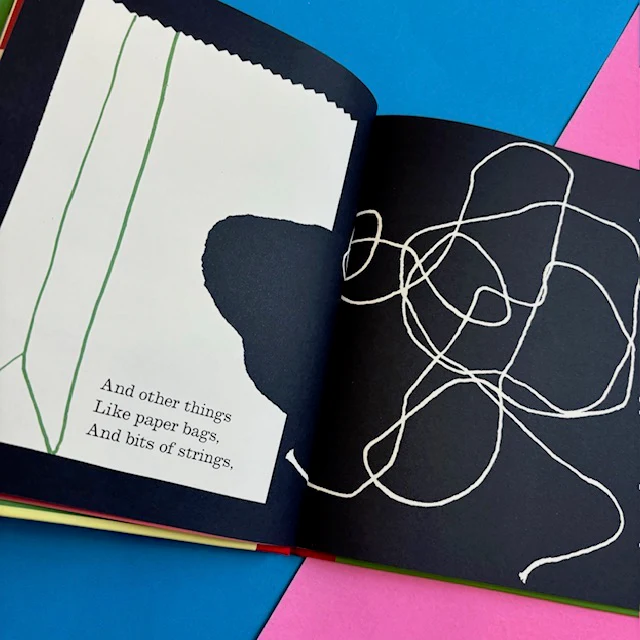 And other things
Like paper bags,
And bits of strings,